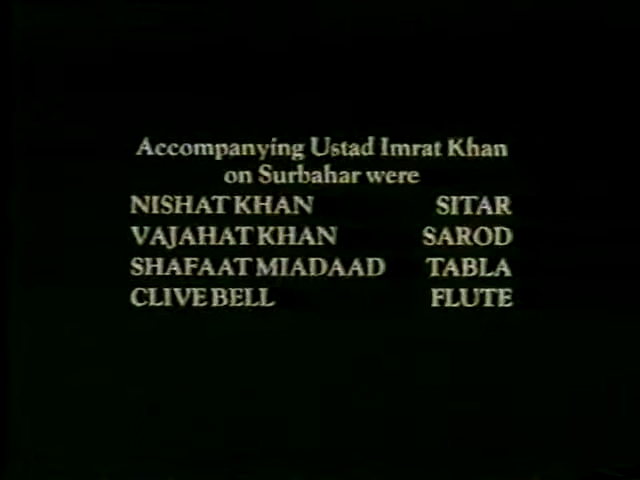 Accompanying Ustad Imrat Khan
on Surbahar were
NISHAT KHAN SITAR
VAJAHAT KHAN SAROD
SHAFAAT MIADAAD TABLA
CLIVE BELL FLUTE